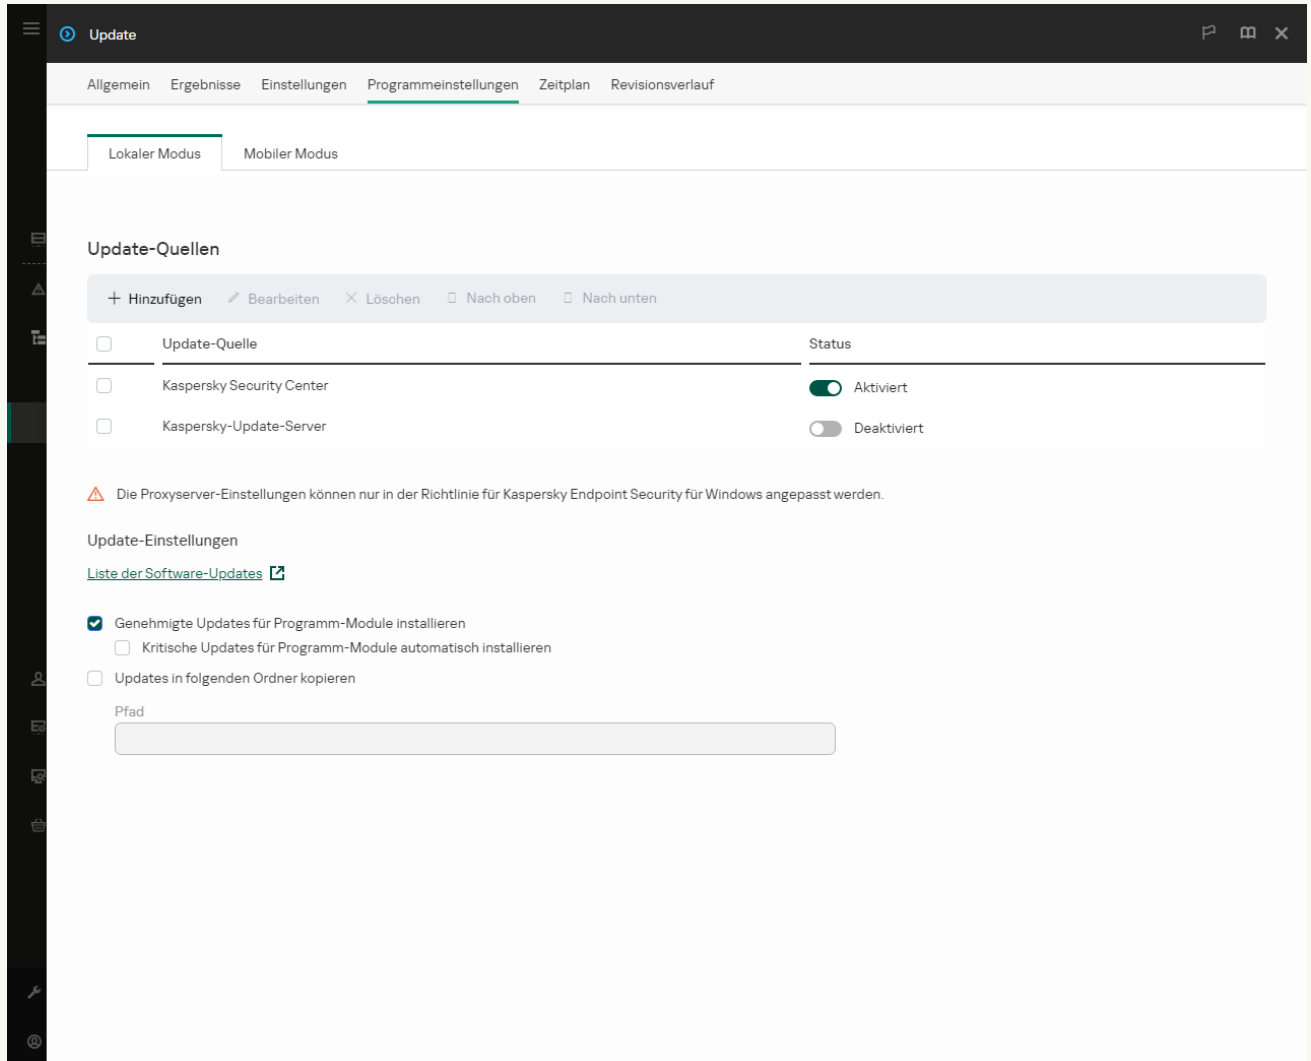 Update
Allgemein Ergebnisse Einstellungen Programmeinstellungen Zeitplan Revisionsverlauf
Lokaler Modus Mobiler Modus
Update-Quellen
Hinzufügen Bearbeiten Löschen Nach oben Nach unten
Update-Quelle Status
Kaspersky Security Center Aktiviert
Kaspersky-Update-Server Deaktiviert
Die Proxyserver-Einstellungen können nur in der Richtlinie für Kaspersky Endpoint Security für Windows angepasst werden.
Update-Einstellungen
Liste der Software-Updates
Genehmigte Updates für Programm-Module installieren
Kritische Updates für Programm-Module automatisch installieren
Updates in folgenden Ordner kopieren
Pfad